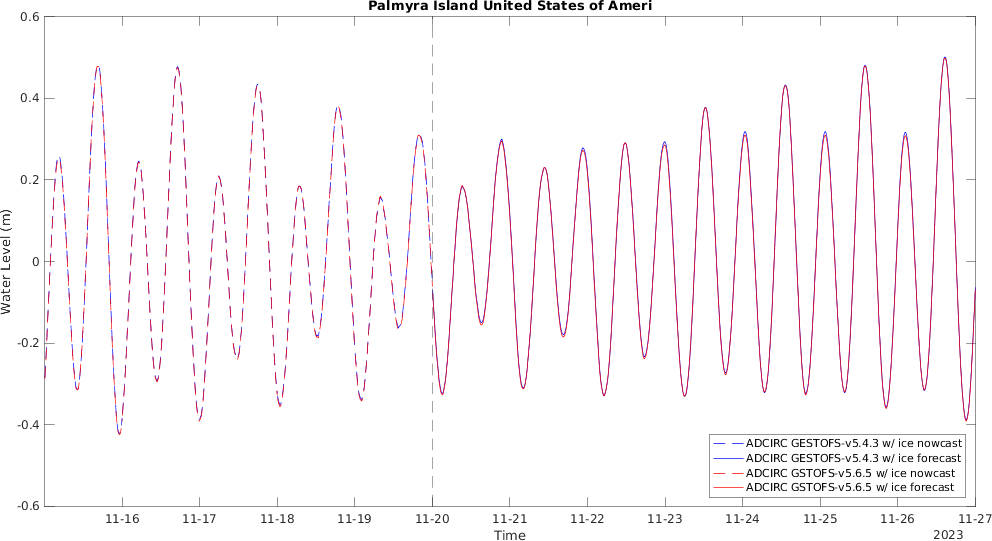 Palmyra Island United States of Ameri
0.6
0.4
0.2
0
-0.2
-0.4
-0.6
Water Level (m)
ADCIRC GESTOFS-v5.4.3 w/ ice nowcast
ADCIRC GESTOFS-v5.4.3 w/ ice forecast
ADCIRC GSTOFS-v5.6.5 w/ ice nowcast
ADCIRC GSTOFS-v5.6.5 w/ ice forecast
11-16 11-17 11-18 11-19 11-20 11-21 11-22 11-23 11-24 11-25 11-26 11-27
Time
2023